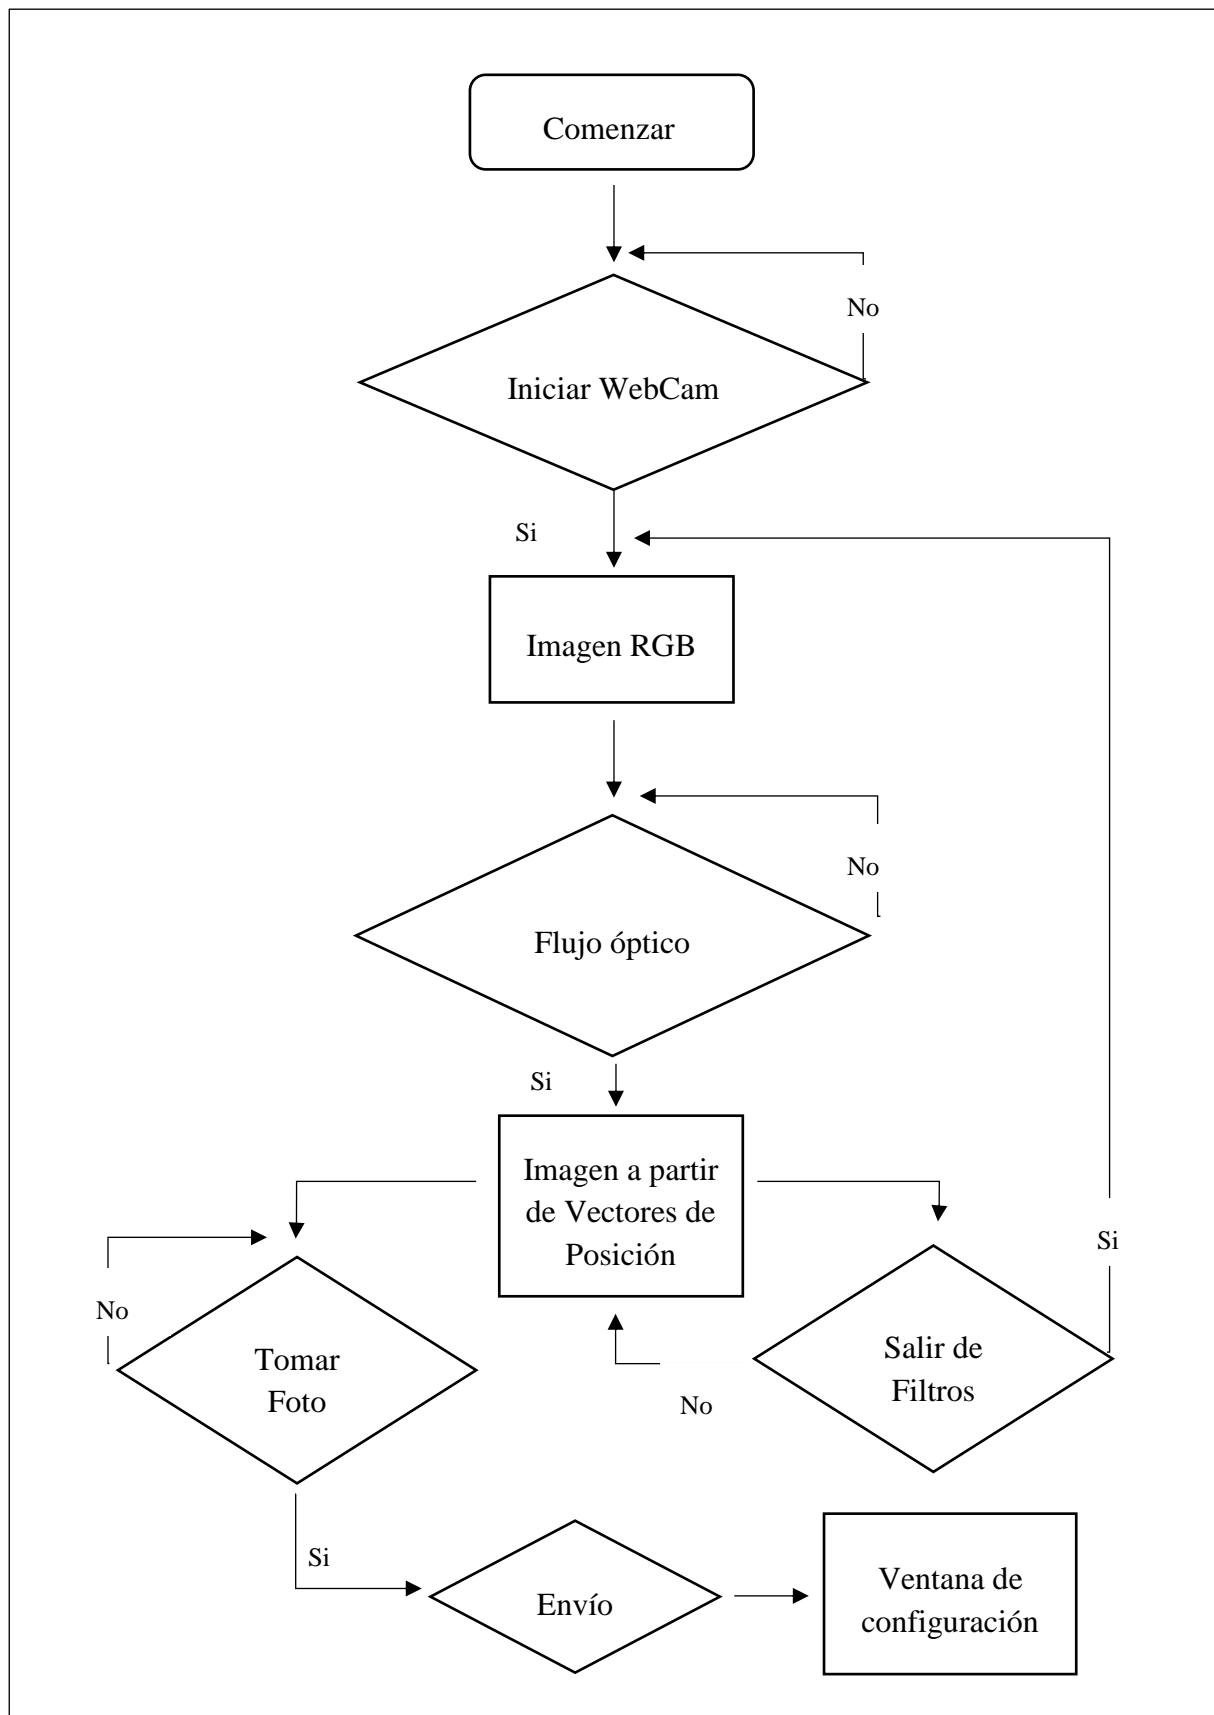 Comenzar
No
Iniciar WebCam
Si
Imagen RGB
No
Flujo óptico
Si
Imagen a partir
de Vectores de
Posición
Si
No
Tomar
Foto
Salir de
Filtros
No
Si
Envío
Ventana de
configuración